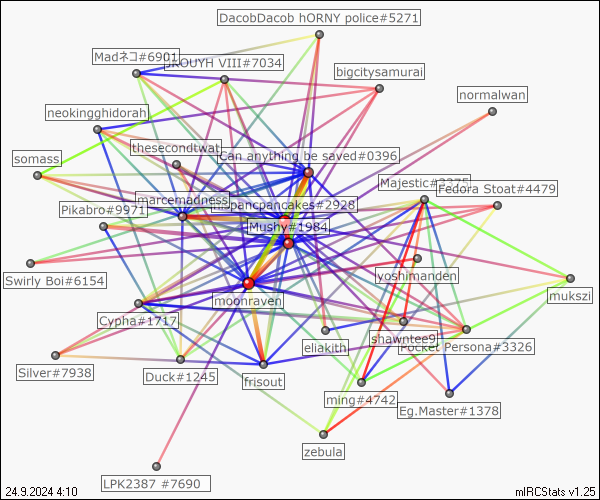 DacobDacob hORNY police#5271
Madネコ#6901
JROUYH VIII#7034
bigcitysamurai
normalwan
neokingghidorah
thesecondtwat
Can anything be saved#0396
somass
Majestic#3375
Fedora Stoat#4479
marcemadness
pancpancakes#2928
Pikabro#9971
Mushy#1984
Swirly Boi#6154
yoshimanden
mukszi
moonraven
Cypha#1717
shawntee9
Pocket Persona#3326
eliakith
Silver#7938
Duck#1245
frisout
ming#4742
Eg.Master#1378
zebula
LPK2387 #7690
24.9.2024 4:10
mIRCStats v1.25